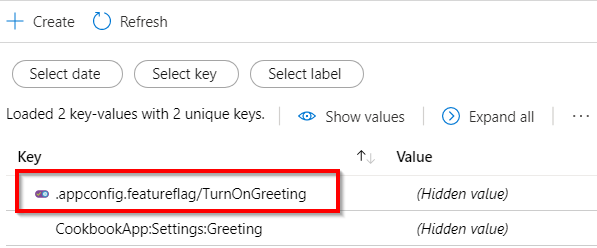 Create Refresh
Select date Select key Select label
Loaded 2 key-values with 2 unique keys. Show values Expand all ...
Key Value
.appconfig.featureflag/TurnOnGreeting (Hidden value)
CookbookApp:Settings:Greeting (Hidden value)